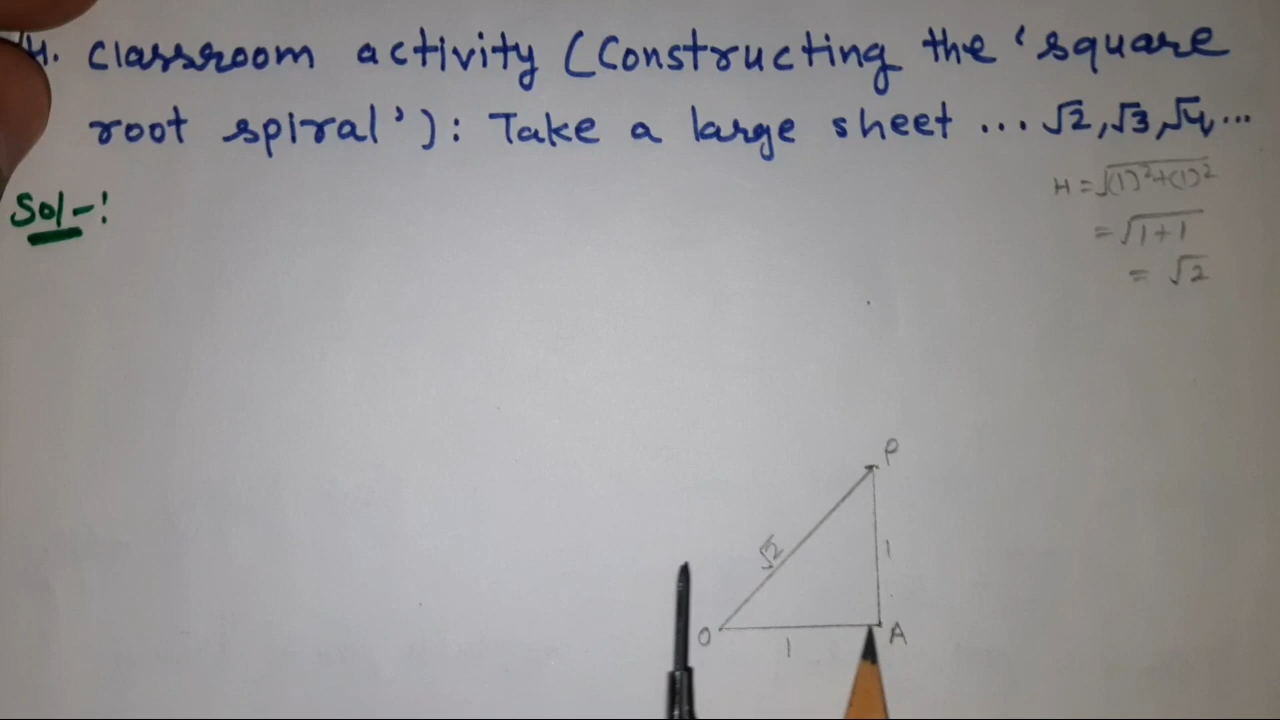 4. Classroom activity (Constructing the 'square
root spiral'): Take a large sheet ... √2, √3, √4, ...
Sol-:
H = √(1)²+(1)²
= √1+1
= √2
P
√2
1
O
A
1